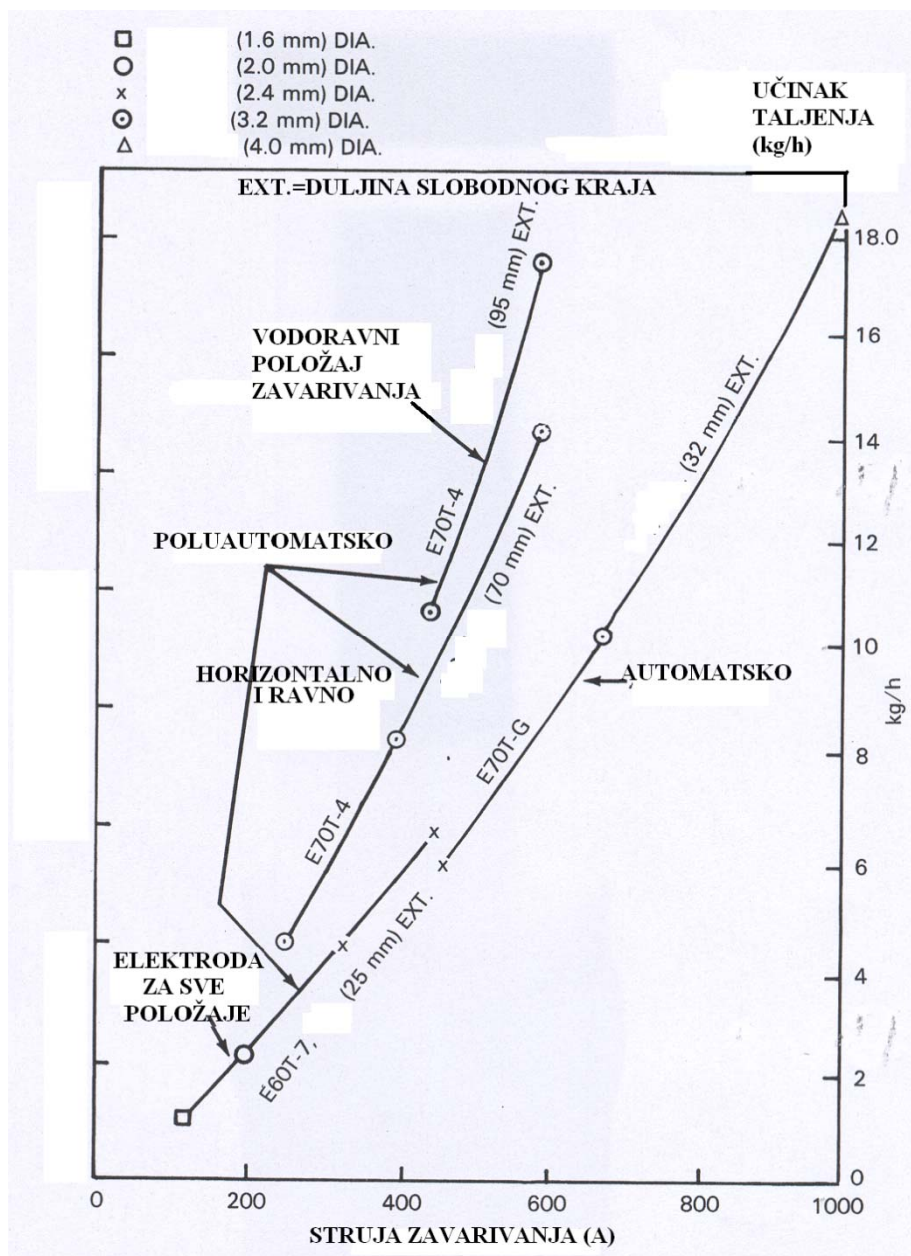 (1.6 mm) DIA.
(2.0 mm) DIA.
x (2.4 mm) DIA.
(3.2 mm) DIA.
(4.0 mm) DIA.
UČINAK
TALJENJA
(kg/h)
EXT.=DULJINA SLOBODNOG KRAJA
(95 mm) EXT.
18.0
VODORAVNI
POLOŽAJ
ZAVARIVANJA
16
(32 mm) EXT.
14
E70T-4
POLUAUTOMATSKO
(70 mm) EXT.
12
HORIZONTALNO
I RAVNO
10
AUTOMATSKO
kg/h
E70T-G
8
E70T-4
6
(25 mm) EXT.
ELEKTRODA
ZA SVE
POLOŽAJE
4
E60T-7,
2
0
0 200 400 600 800 1000
STRUJA ZAVARIVANJA (A)